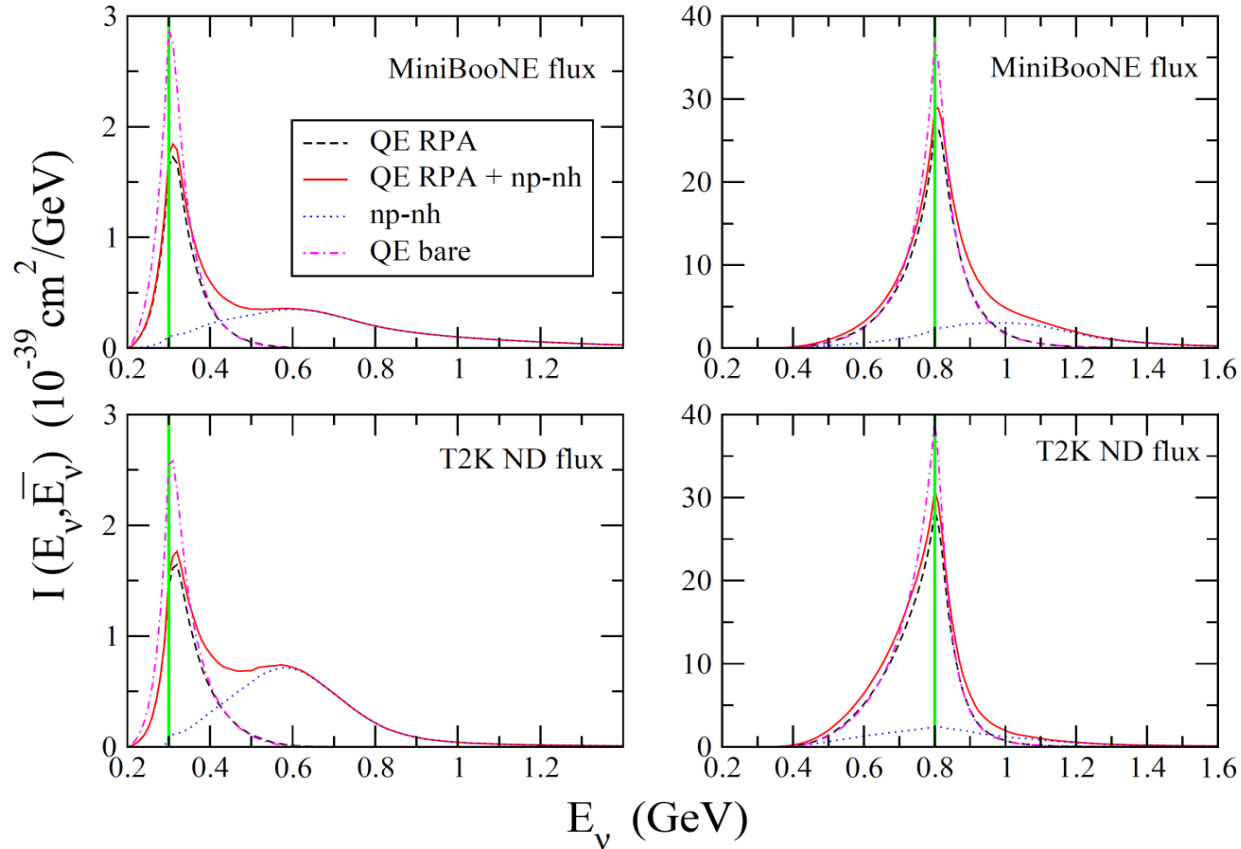 I (Eν,E̅ν) (10⁻³⁹ cm²/GeV)
3
2
1
0
0.2 0.4 0.6 0.8 1 1.2
MiniBooNE flux
QE RPA
QE RPA + np-nh
np-nh
QE bare
40
30
20
10
0
0.2 0.4 0.6 0.8 1 1.2 1.4 1.6
MiniBooNE flux
3
2
1
0
0.2 0.4 0.6 0.8 1 1.2
T2K ND flux
40
30
20
10
0
0.2 0.4 0.6 0.8 1 1.2 1.4 1.6
T2K ND flux
Eν (GeV)